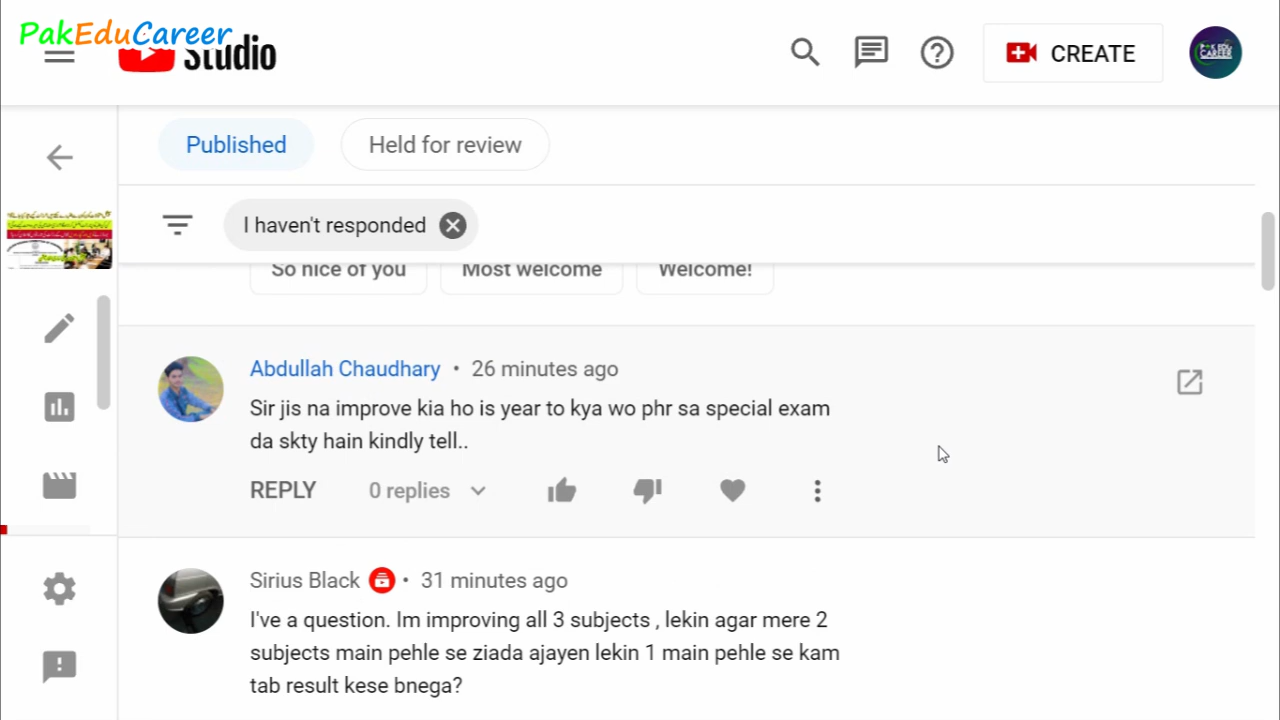 PakEduCareer
Studio
CREATE
Published
Held for review
I haven't responded
So nice of you
Most welcome
Welcome!
Abdullah Chaudhary • 26 minutes ago
Sir jis na improve kia ho is year to kya wo phr sa special exam
da skty hain kindly tell..
REPLY
0 replies
Sirius Black • 31 minutes ago
I've a question. Im improving all 3 subjects , lekin agar mere 2
subjects main pehle se ziada ajayen lekin 1 main pehle se kam
tab result kese bnega?